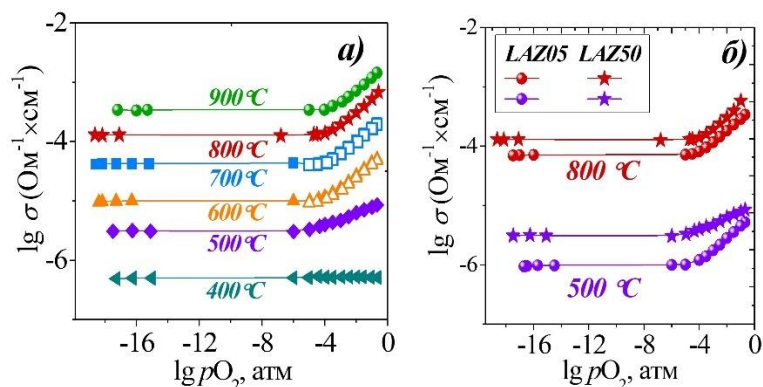 а)
-2
-4
-6
lg σ (Ом⁻¹×см⁻¹)
900°C
800°C
700°C
600°C
500°C
400°C
-16 -12 -8 -4 0
lg pO₂, атм
б)
LAZ05 LAZ50
-2
-4
-6
lg σ (Ом⁻¹×см⁻¹)
800 °C
500 °C
-16 -12 -8 -4 0
lg pO₂, атм